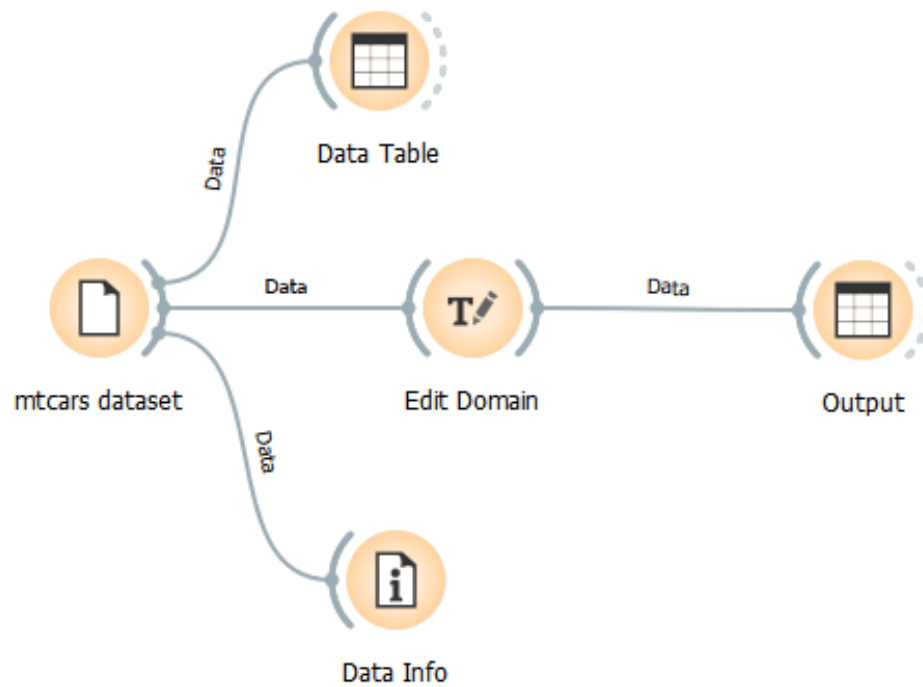 Data Table
Data
Data
Data
mtcars dataset
T
Edit Domain
Output
Data
i
Data Info